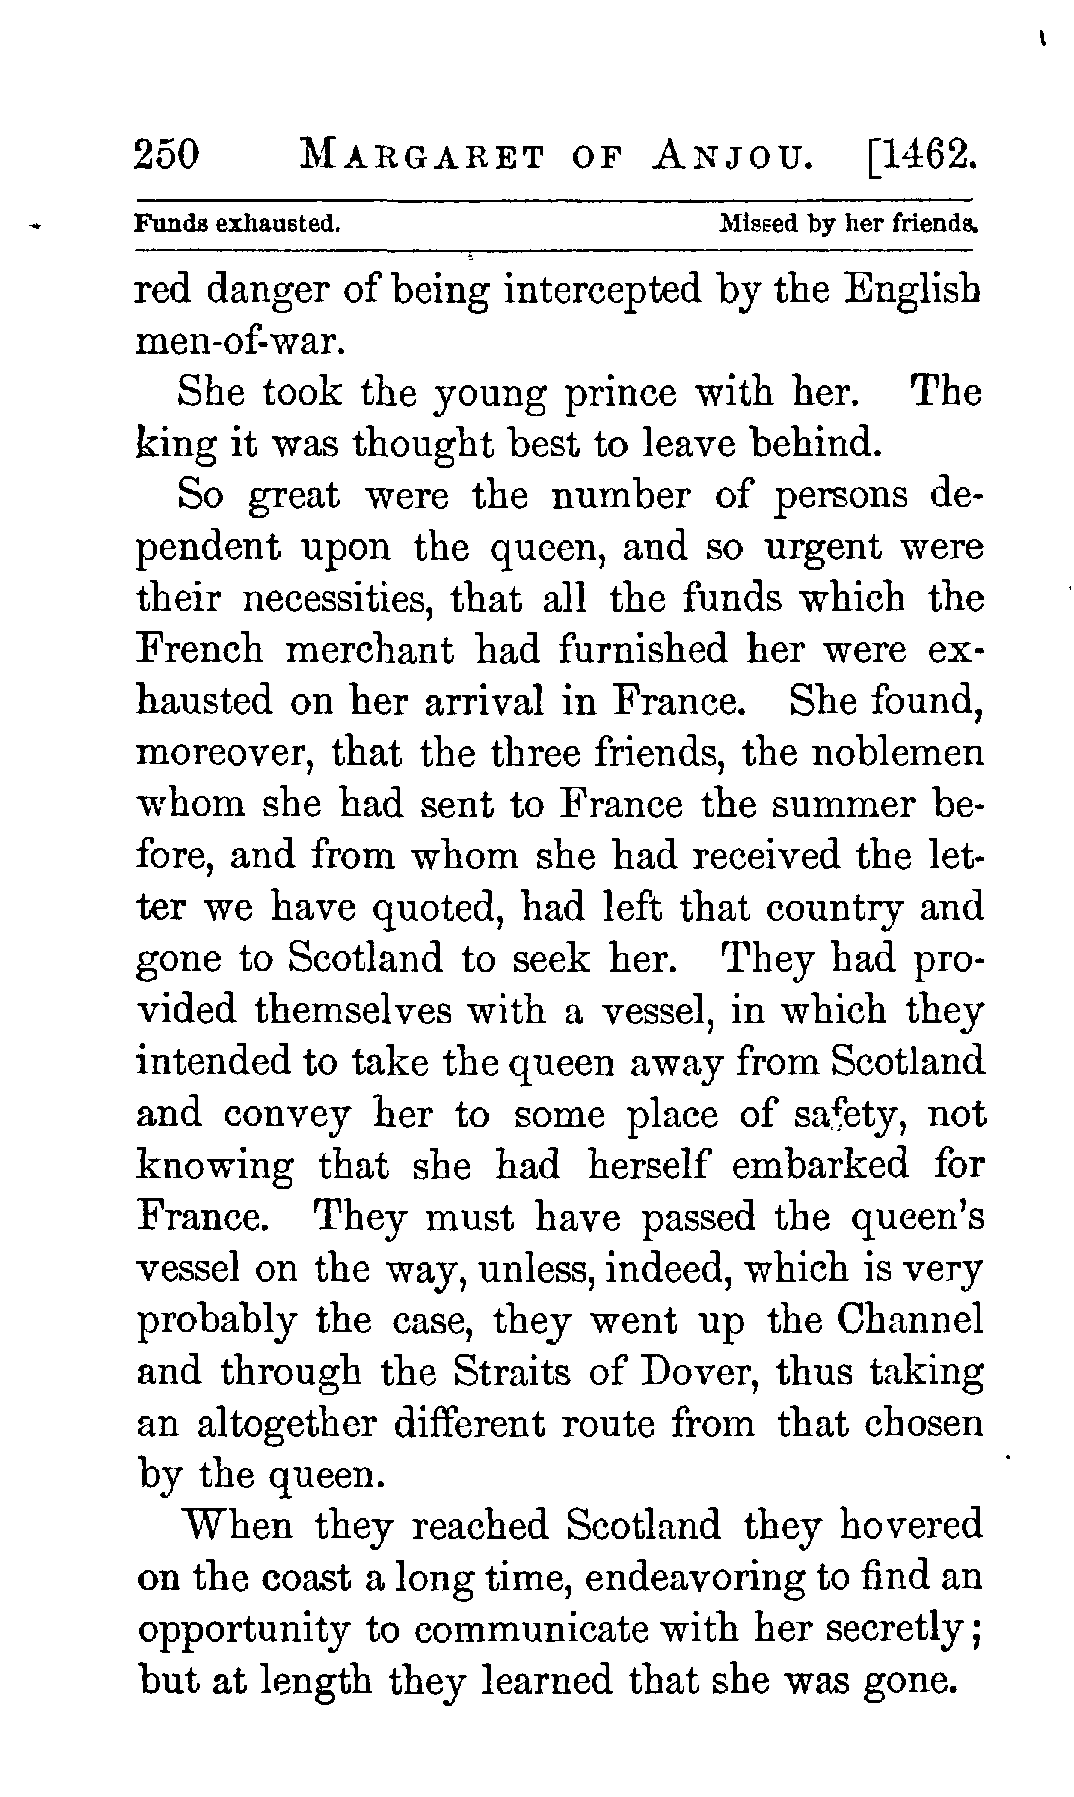 250 MARGARET OF ANJOU. [1462.
Funds exhausted. Missed by her friends.
red danger of being intercepted by the English
men-of-war.
She took the young prince with her. The
king it was thought best to leave behind.
So great were the number of persons de-
pendent upon the queen, and so urgent were
their necessities, that all the funds which the
French merchant had furnished her were ex-
hausted on her arrival in France. She found,
moreover, that the three friends, the noblemen
whom she had sent to France the summer be-
fore, and from whom she had received the let-
ter we have quoted, had left that country and
gone to Scotland to seek her. They had pro-
vided themselves with a vessel, in which they
intended to take the queen away from Scotland
and convey her to some place of safety, not
knowing that she had herself embarked for
France. They must have passed the queen's
vessel on the way, unless, indeed, which is very
probably the case, they went up the Channel
and through the Straits of Dover, thus taking
an altogether different route from that chosen
by the queen.
When they reached Scotland they hovered
on the coast a long time, endeavoring to find an
opportunity to communicate with her secretly;
but at length they learned that she was gone.